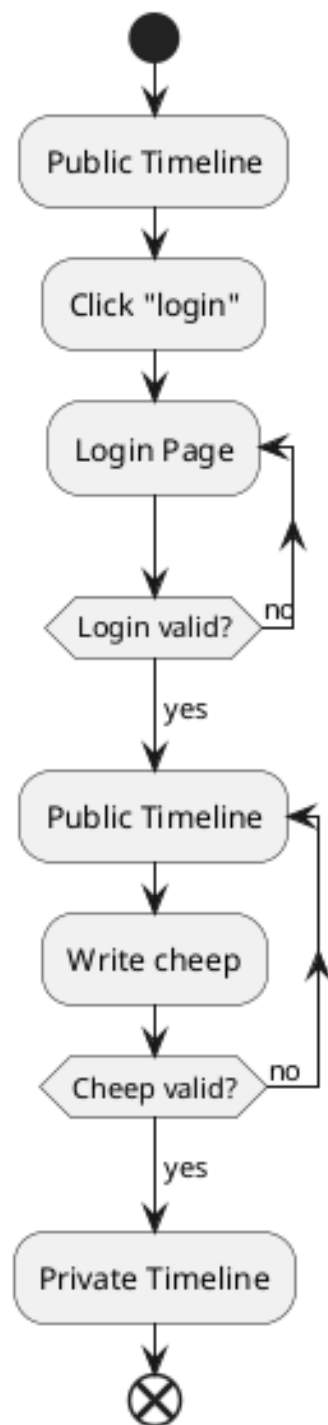 Public Timeline
Click "login"
Login Page
no
Login valid?
yes
Public Timeline
Write cheep
no
Cheep valid?
yes
Private Timeline